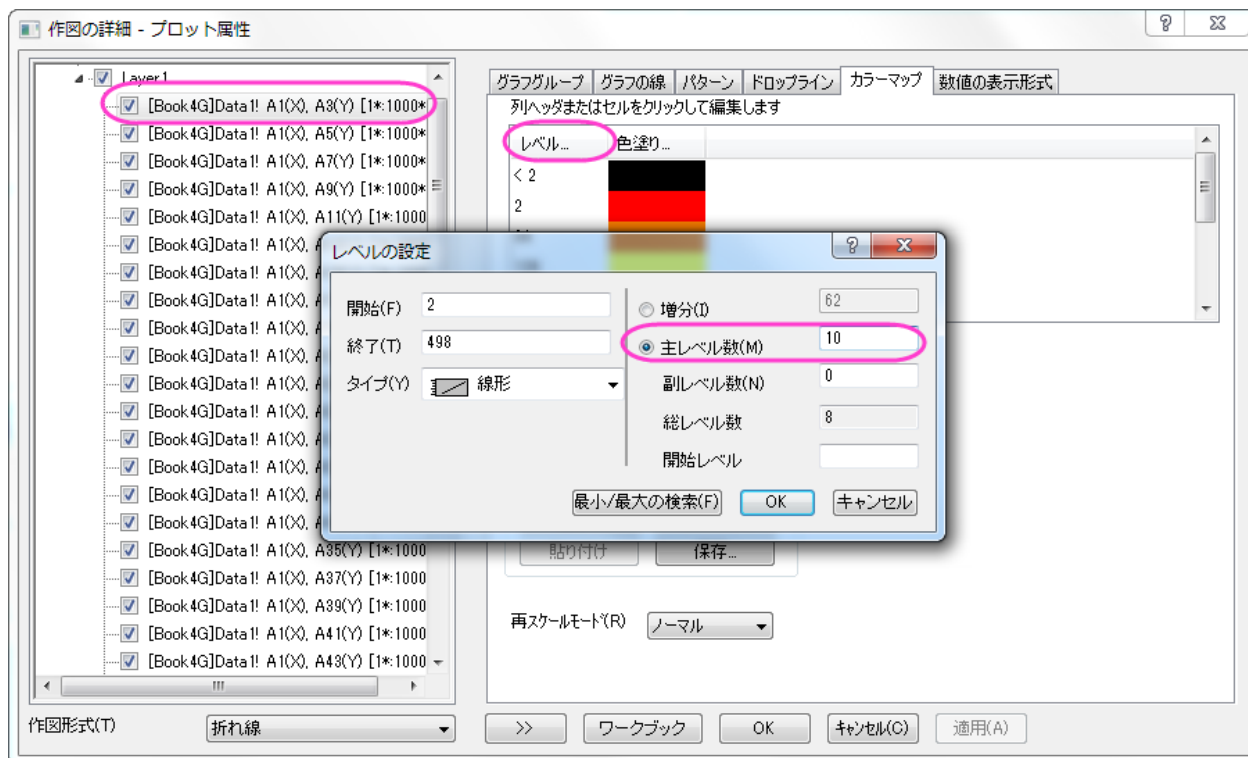 作図の詳細 - プロット属性
Layer1
[Book4G]Data1! A1(X), A3(Y) [1*:1000*
[Book4G]Data1! A1(X), A5(Y) [1*:1000*
[Book4G]Data1! A1(X), A7(Y) [1*:1000*
[Book4G]Data1! A1(X), A9(Y) [1*:1000*
[Book4G]Data1! A1(X), A11(Y) [1*:1000
[Book4G]Data1! A1(X),
[Book4G]Data1! A1(X),
[Book4G]Data1! A1(X),
[Book4G]Data1! A1(X),
[Book4G]Data1! A1(X),
[Book4G]Data1! A1(X),
[Book4G]Data1! A1(X),
[Book4G]Data1! A1(X),
[Book4G]Data1! A1(X),
[Book4G]Data1! A1(X),
[Book4G]Data1! A1(X),
[Book4G]Data1! A1(X), A35(Y) [1*:1000
[Book4G]Data1! A1(X), A37(Y) [1*:1000
[Book4G]Data1! A1(X), A39(Y) [1*:1000
[Book4G]Data1! A1(X), A41(Y) [1*:1000
[Book4G]Data1! A1(X), A43(Y) [1*:1000
作図形式(T) 折れ線
グラフグループ グラフの線 パターン ドロップライン カラーマップ 数値の表示形式
列ヘッダまたはセルをクリックして編集します
レベル... 色塗り...
< 2
2
レベルの設定
開始(F) 2
終了(T) 498
タイプ(Y) 線形
増分(I) 62
主レベル数(M) 10
副レベル数(N) 0
総レベル数 8
開始レベル
最小/最大の検索(F) OK キャンセル
貼り付け 保存...
再スケールモード(R) ノーマル
>> ワークブック OK キャンセル(C) 適用(A)